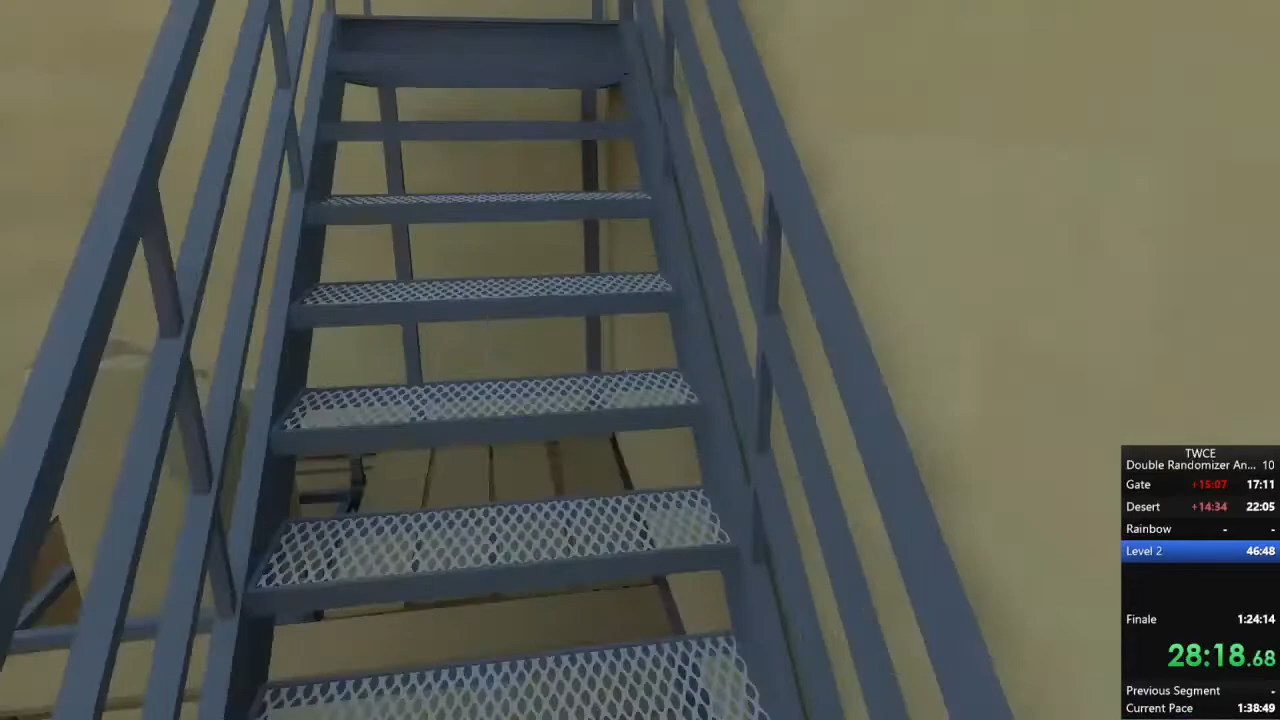 TWCE
Double Randomizer An... 10
Gate +15:07 17:11
Desert +14:34 22:05
Rainbow - -
Level 2 46:48
Finale 1:24:14
28:18.68
Previous Segment -
Current Pace 1:38:49